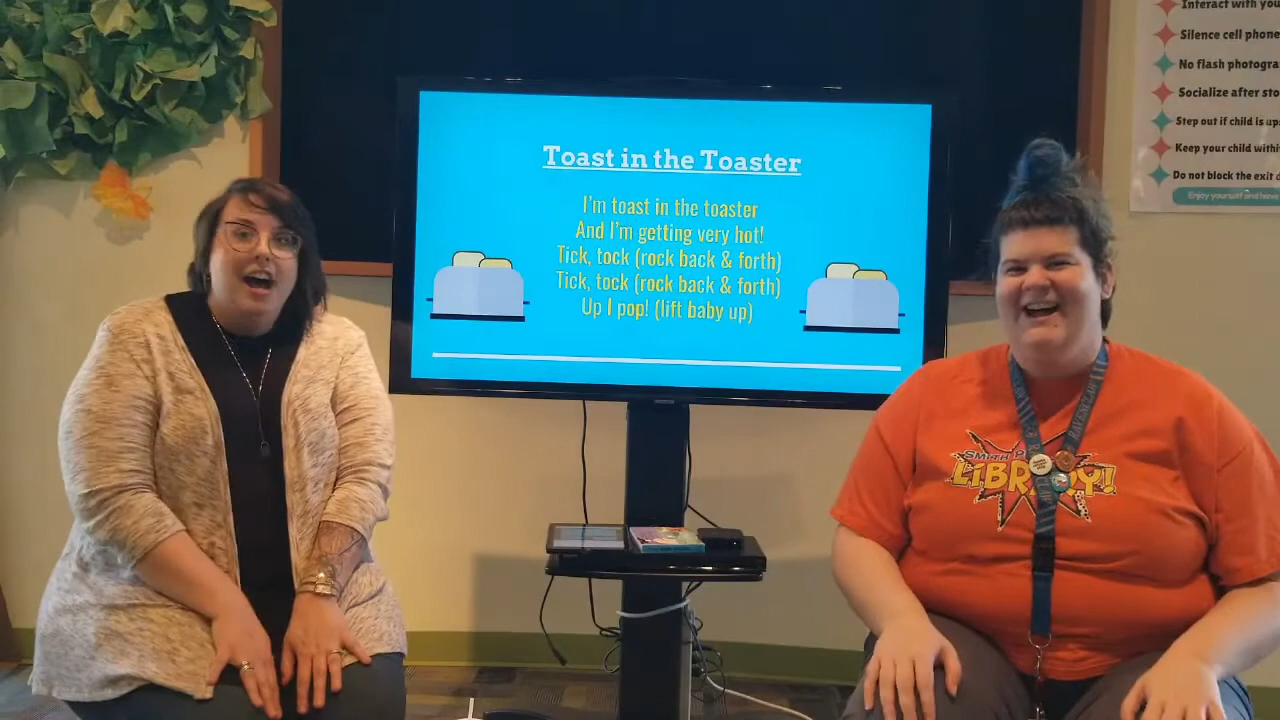 Toast in the Toaster
I'm toast in the toaster
And I'm getting very hot!
Tick, tock (rock back & forth)
Tick, tock (rock back & forth)
Up I pop! (lift baby up)
Interact with you
Silence cell phone
No flash photogra
Socialize after sto
Step out if child is up
Keep your child withi
Do not block the exit d
Enjoy yourself and have
SMITH P
LIBRARY!
RAVENCLAW